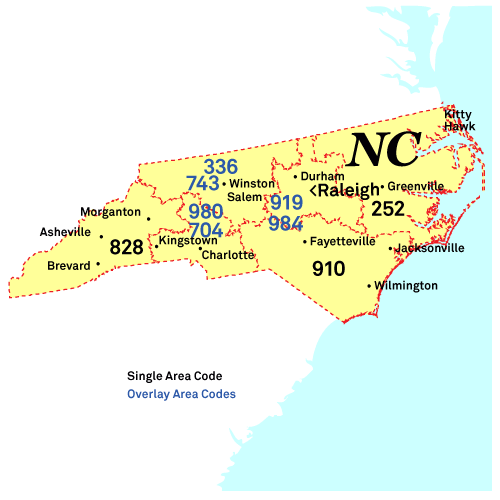 Kitty
Hawk
NC
336
743
Winston
Salem
Durham
<Raleigh
Greenville
919
984
252
980
704
Morganton
Asheville
828
Kingstown
Charlotte
Brevard
Fayetteville
Jacksonville
910
Wilmington
Single Area Code
Overlay Area Codes